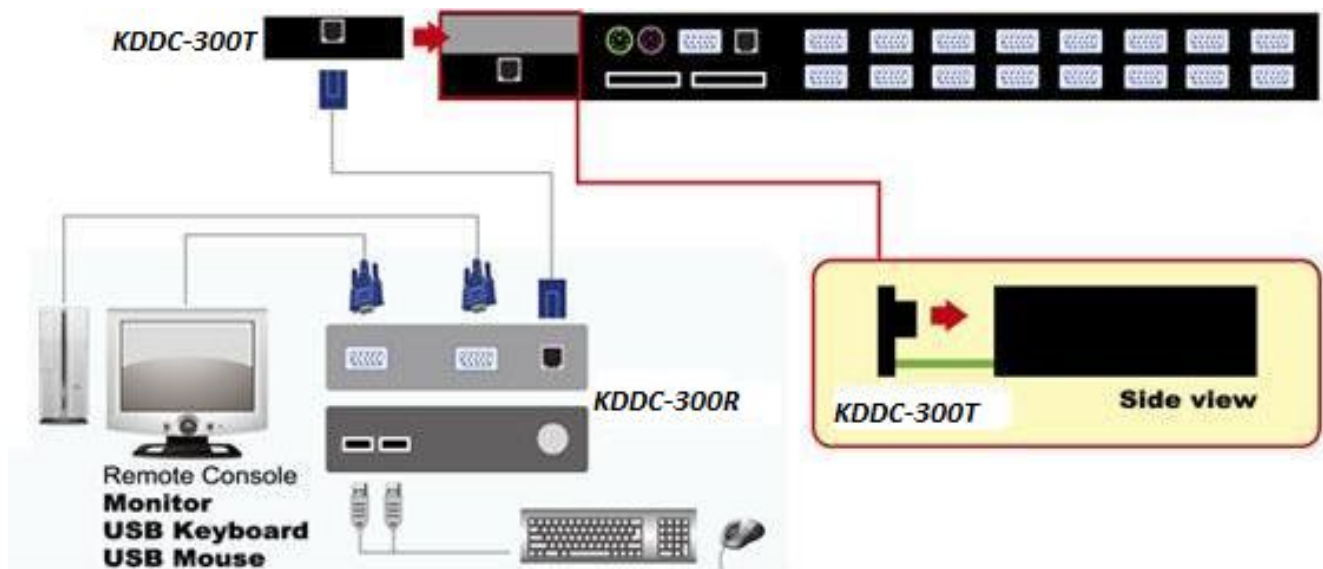 KDDC-300T
KDDC-300R
KDDC-300T
Side view
Remote Console
Monitor
USB Keyboard
USB Mouse